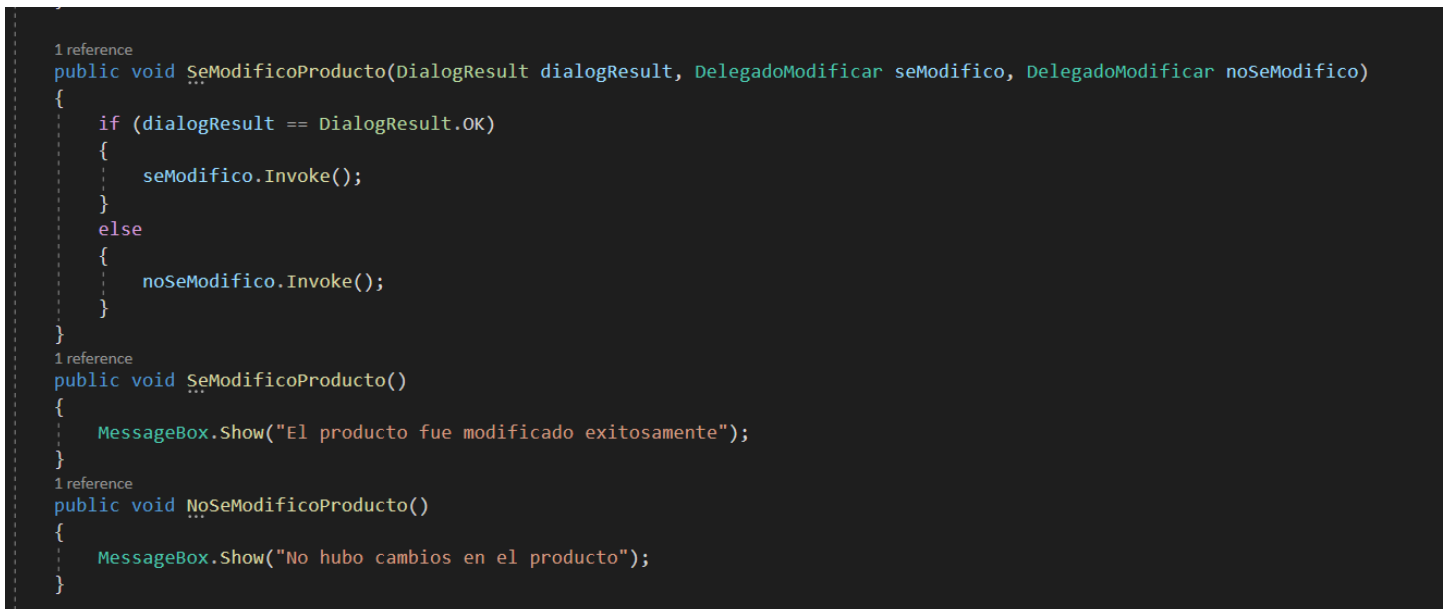 1 reference
public void SeModificoProducto(DialogResult dialogResult, DelegadoModificar seModifico, DelegadoModificar noSeModifico)
{
if (dialogResult == DialogResult.OK)
{
seModifico.Invoke();
}
else
{
noSeModifico.Invoke();
}
}
1 reference
public void SeModificoProducto()
{
MessageBox.Show("El producto fue modificado exitosamente");
}
1 reference
public void NoSeModificoProducto()
{
MessageBox.Show("No hubo cambios en el producto");
}